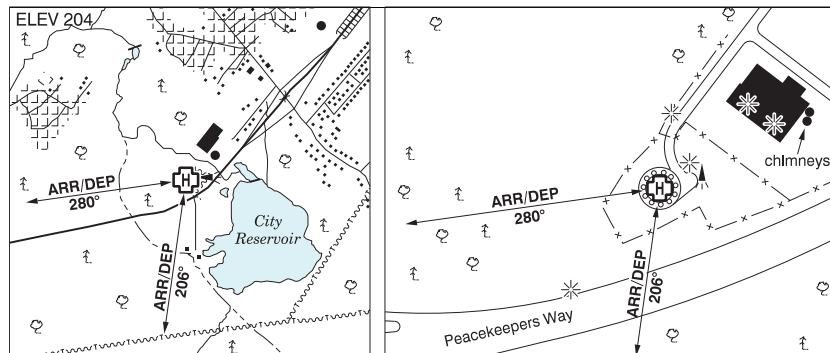 ELEV 204
H
ARR/DEP
280°
City
Reservoir
ARR/DEP
206°
chimneys
H
ARR/DEP
280°
ARR/DEP
206°
Peacekeepers Way